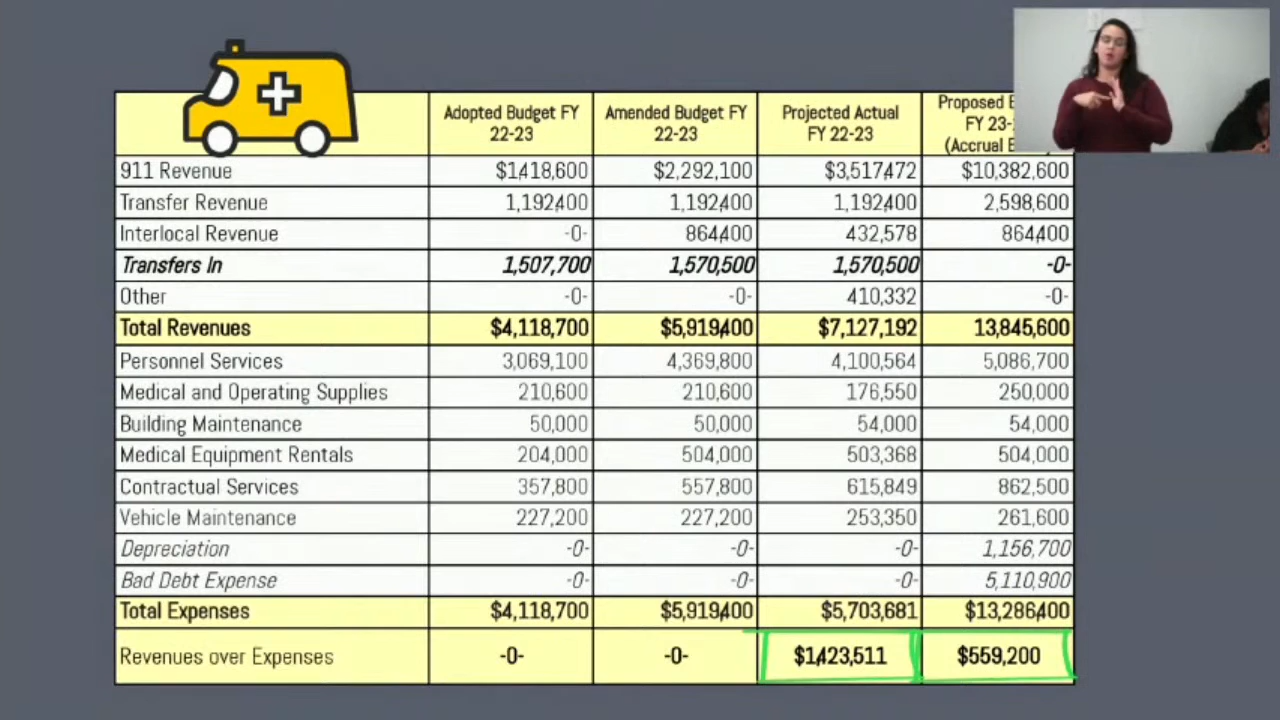 Adopted Budget FY 22-23 Amended Budget FY 22-23 Projected Actual FY 22-23 Proposed FY 23- (Accrual
911 Revenue $1,418,600 $2,292,100 $3,517,472 $10,382,600
Transfer Revenue 1,192,400 1,192,400 1,192,400 2,598,600
Interlocal Revenue -0- 864,400 432,578 864,400
Transfers In 1,507,700 1,570,500 1,570,500 -0-
Other -0- -0- 410,332 -0-
Total Revenues $4,118,700 $5,919,400 $7,127,192 13,845,600
Personnel Services 3,069,100 4,369,800 4,100,564 5,086,700
Medical and Operating Supplies 210,600 210,600 176,550 250,000
Building Maintenance 50,000 50,000 54,000 54,000
Medical Equipment Rentals 204,000 504,000 503,368 504,000
Contractual Services 357,800 557,800 615,849 862,500
Vehicle Maintenance 227,200 227,200 253,350 261,600
Depreciation -0- -0- -0- 1,156,700
Bad Debt Expense -0- -0- -0- 5,110,900
Total Expenses $4,118,700 $5,919,400 $5,703,681 $13,286,400
Revenues over Expenses -0- -0- $1,423,511 $559,200